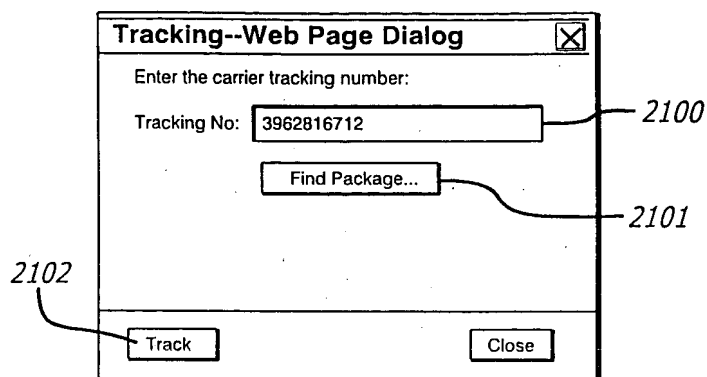 Tracking--Web Page Dialog
Enter the carrier tracking number:
Tracking No: 3962816712
2100
Find Package...
2101
2102
Track
Close